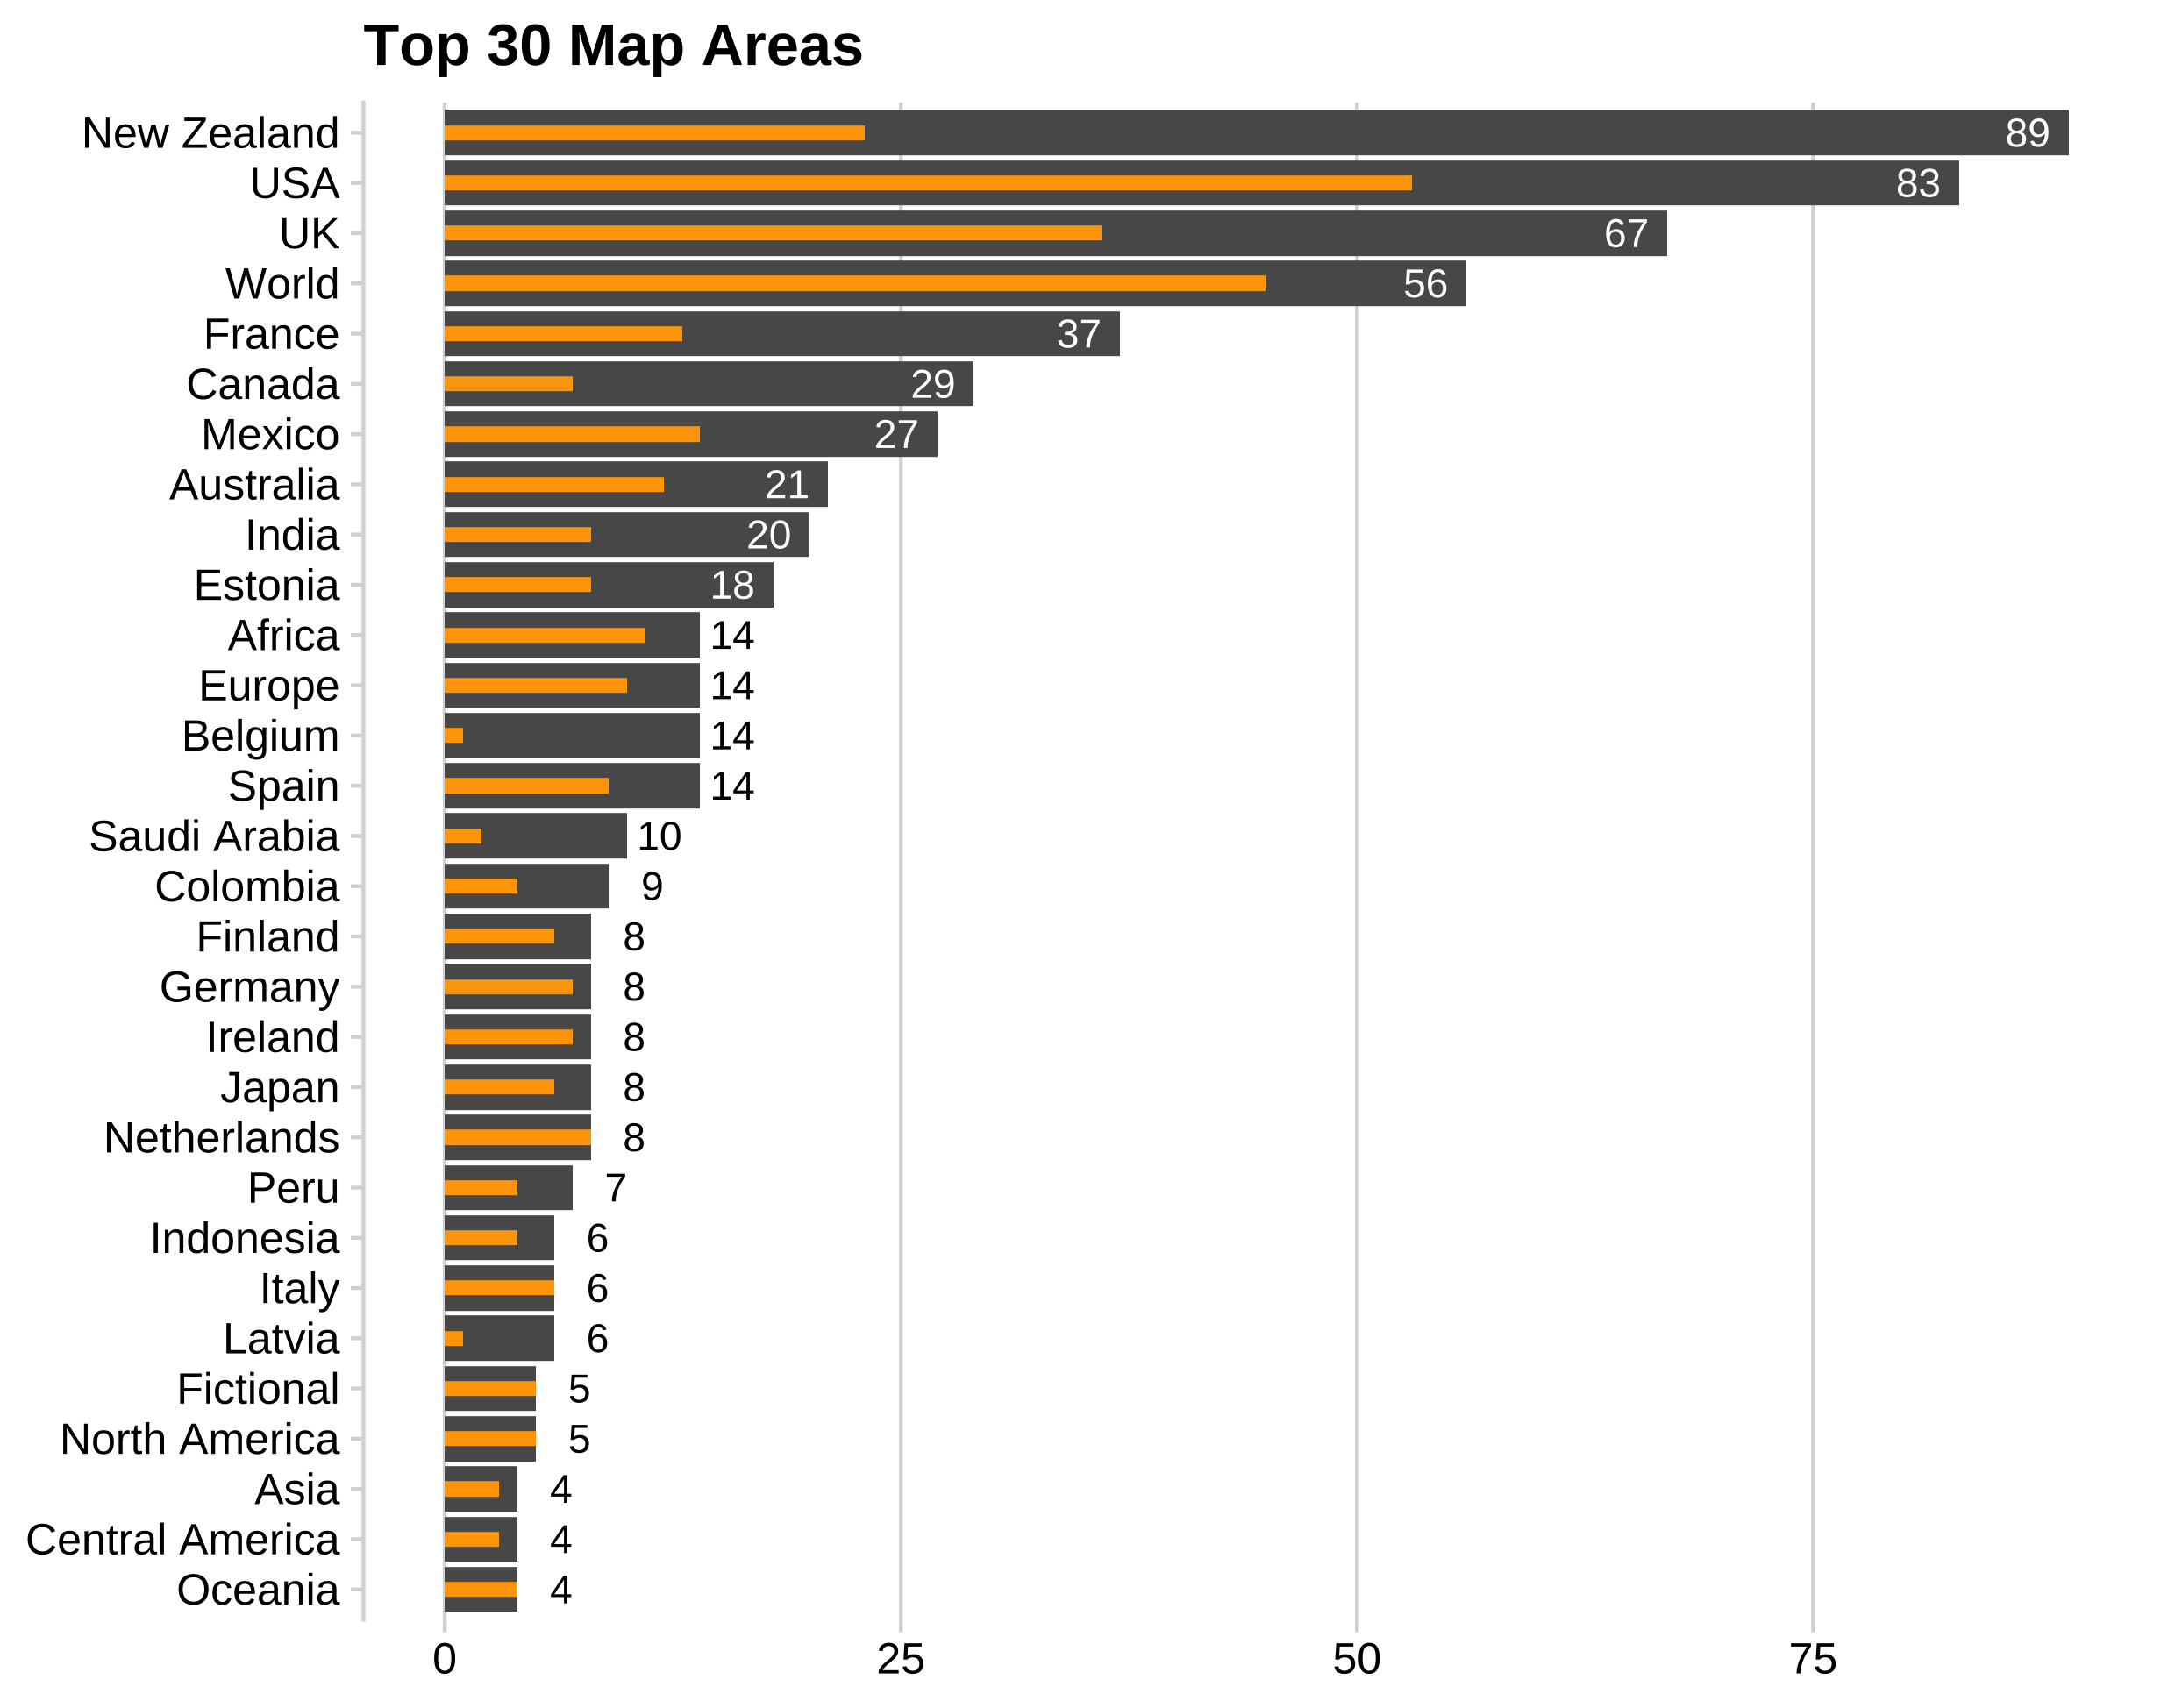 Top 30 Map Areas
New Zealand 89
USA 83
UK 67
World 56
France 37
Canada 29
Mexico 27
Australia 21
India 20
Estonia 18
Africa 14
Europe 14
Belgium 14
Spain 14
Saudi Arabia 10
Colombia 9
Finland 8
Germany 8
Ireland 8
Japan 8
Netherlands 8
Peru 7
Indonesia 6
Italy 6
Latvia 6
Fictional 5
North America 5
Asia 4
Central America 4
Oceania 4
0 25 50 75